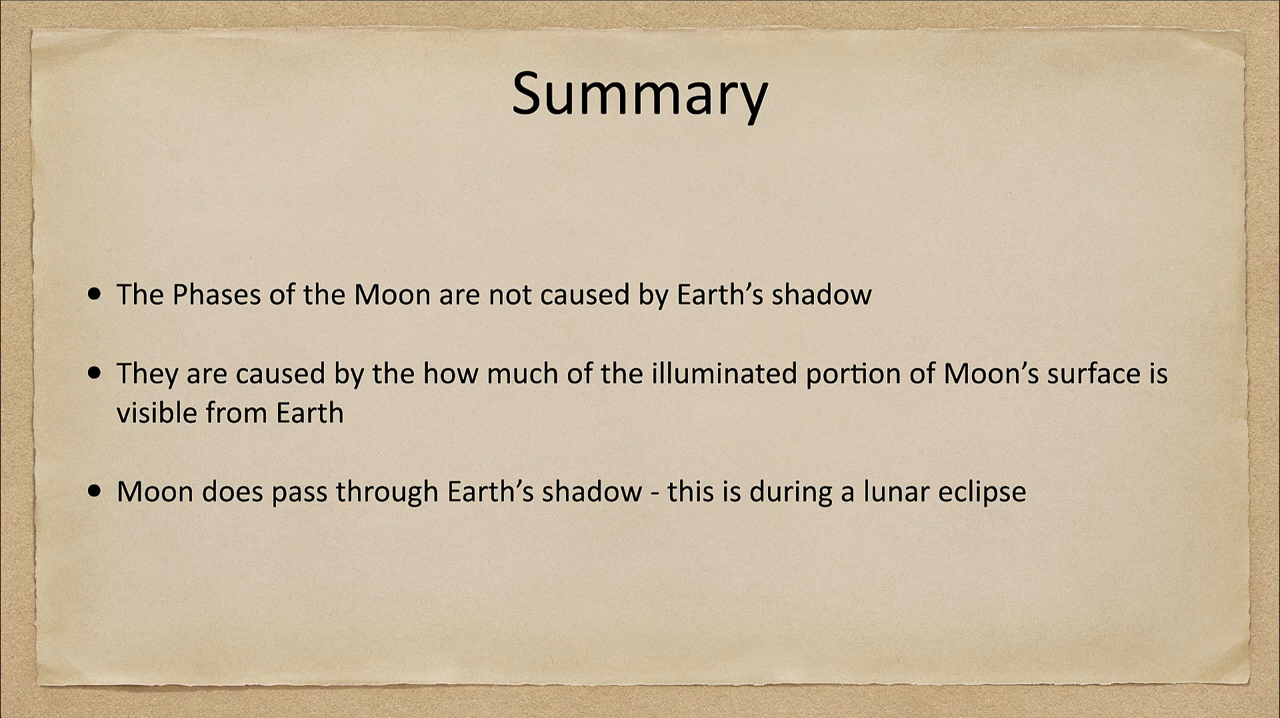 Summary
• The Phases of the Moon are not caused by Earth’s shadow
• They are caused by the how much of the illuminated portion of Moon’s surface is
visible from Earth
• Moon does pass through Earth’s shadow - this is during a lunar eclipse